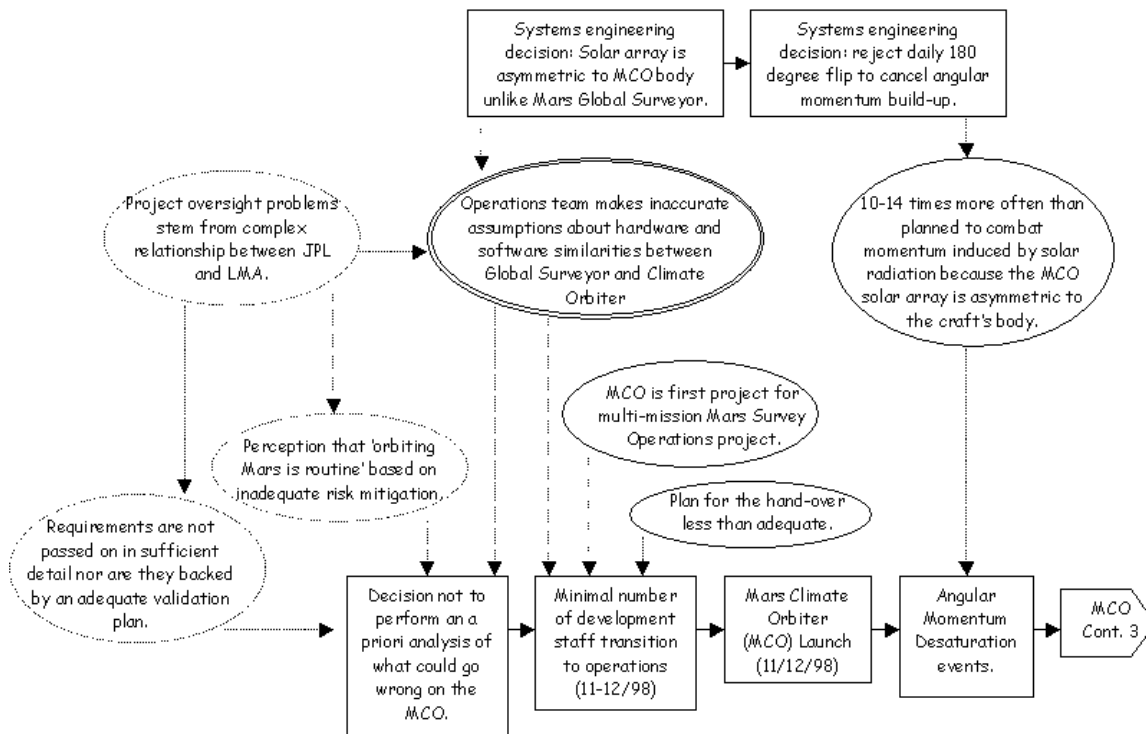 Systems engineering
decision: Solar array is
asymmetric to MCO body
unlike Mars Global Surveyor.
Systems engineering
decision: reject daily 180
degree flip to cancel angular
momentum build-up.
Project oversight problems
stem from complex
relationship between JPL
and LMA.
Operations team makes inaccurate
assumptions about hardware and
software similarities between
Global Surveyor and Climate
Orbiter
10-14 times more often than
planned to combat
momentum induced by solar
radiation because the MCO
solar array is asymmetric to
the craft's body.
MCO is first project for
multi-mission Mars Survey
Operations project.
Perception that 'orbiting
Mars is routine' based on
inadequate risk mitigation.
Plan for the hand-over
less than adequate.
Requirements are not
passed on in sufficient
detail nor are they backed
by an adequate validation
plan.
Decision not to
perform an a
priori analysis of
what could go
wrong on the
MCO.
Minimal number
of development
staff transition
to operations
(11-12/98)
Mars Climate
Orbiter
(MCO) Launch
(11/12/98)
Angular
Momentum
Desaturation
events.
MCO
Cont. 3